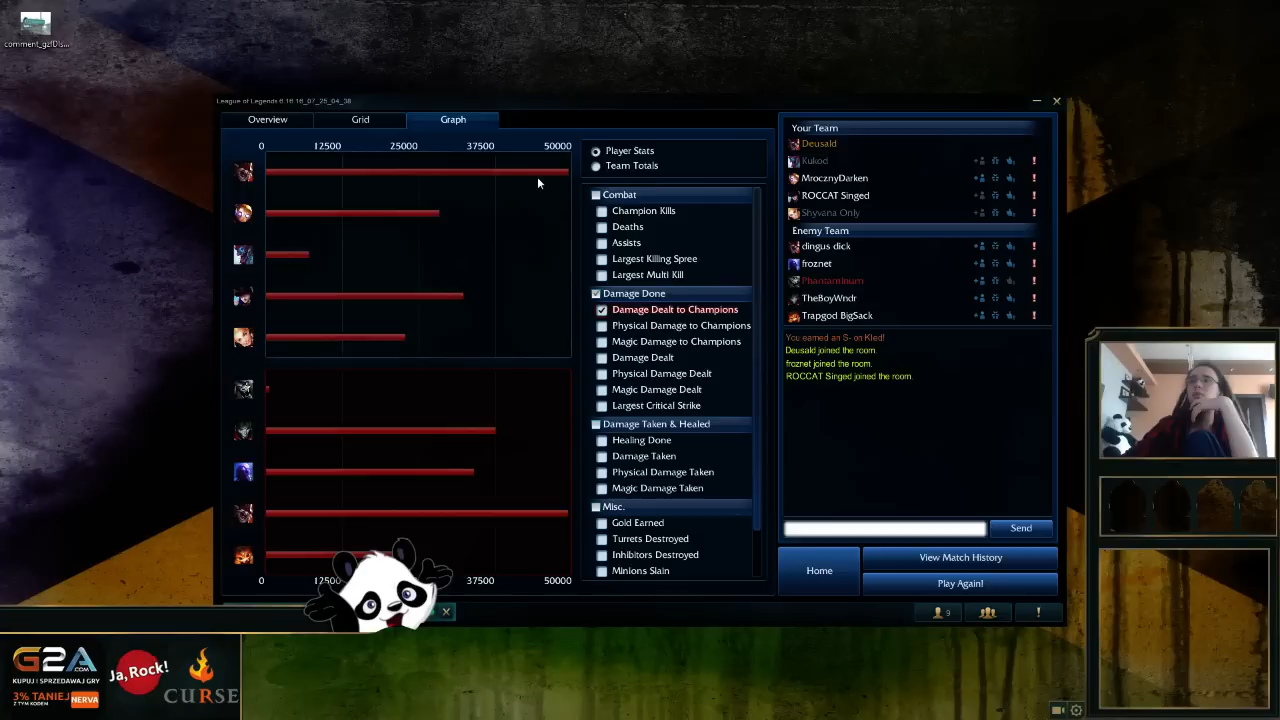 comment_gzfDIs...
League of Legends 6.16.16_07_25_04_38
Overview
Grid
Graph
0 12500 25000 37500 50000
Player Stats
Team Totals
Combat
Champion Kills
Deaths
Assists
Largest Killing Spree
Largest Multi Kill
Damage Done
Damage Dealt to Champions
Physical Damage to Champions
Magic Damage to Champions
Damage Dealt
Physical Damage Dealt
Magic Damage Dealt
Largest Critical Strike
Damage Taken & Healed
Healing Done
Damage Taken
Physical Damage Taken
Magic Damage Taken
Misc.
Gold Earned
Turrets Destroyed
Inhibitors Destroyed
Minions Slain
0 12500 37500 50000
Your Team
Deusald
Kukod
MrocznyDarken
ROCCAT Singed
Shyvana Only
Enemy Team
dingus dick
froznet
Phantaminum
TheBoyWndr
Trapgod BigSack
You earned an S- on Kled!
Deusald joined the room.
froznet joined the room.
ROCCAT Singed joined the room.
Send
Home
View Match History
Play Again!
9
G2A.COM
KUPUJ I SPRZEDAWAJ GRY
3% TANIEJ
Z TYM KODEM
NERVA
Ja, Rock!
CURSE